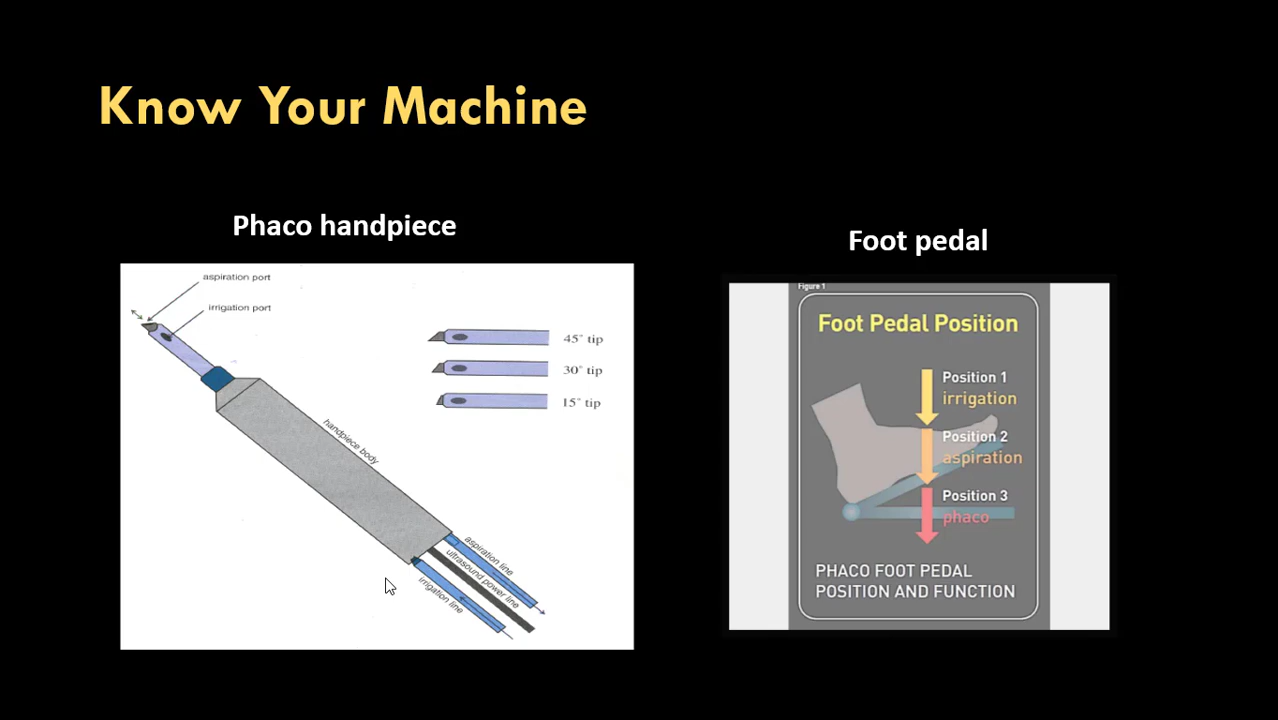 Know Your Machine
Phaco handpiece
aspiration port
irrigation port
45° tip
30° tip
15° tip
handpiece body
aspiration line
ultrasound power line
irrigation line
Foot pedal
Figure 1
Foot Pedal Position
Position 1
irrigation
Position 2
aspiration
Position 3
phaco
PHACO FOOT PEDAL
POSITION AND FUNCTION